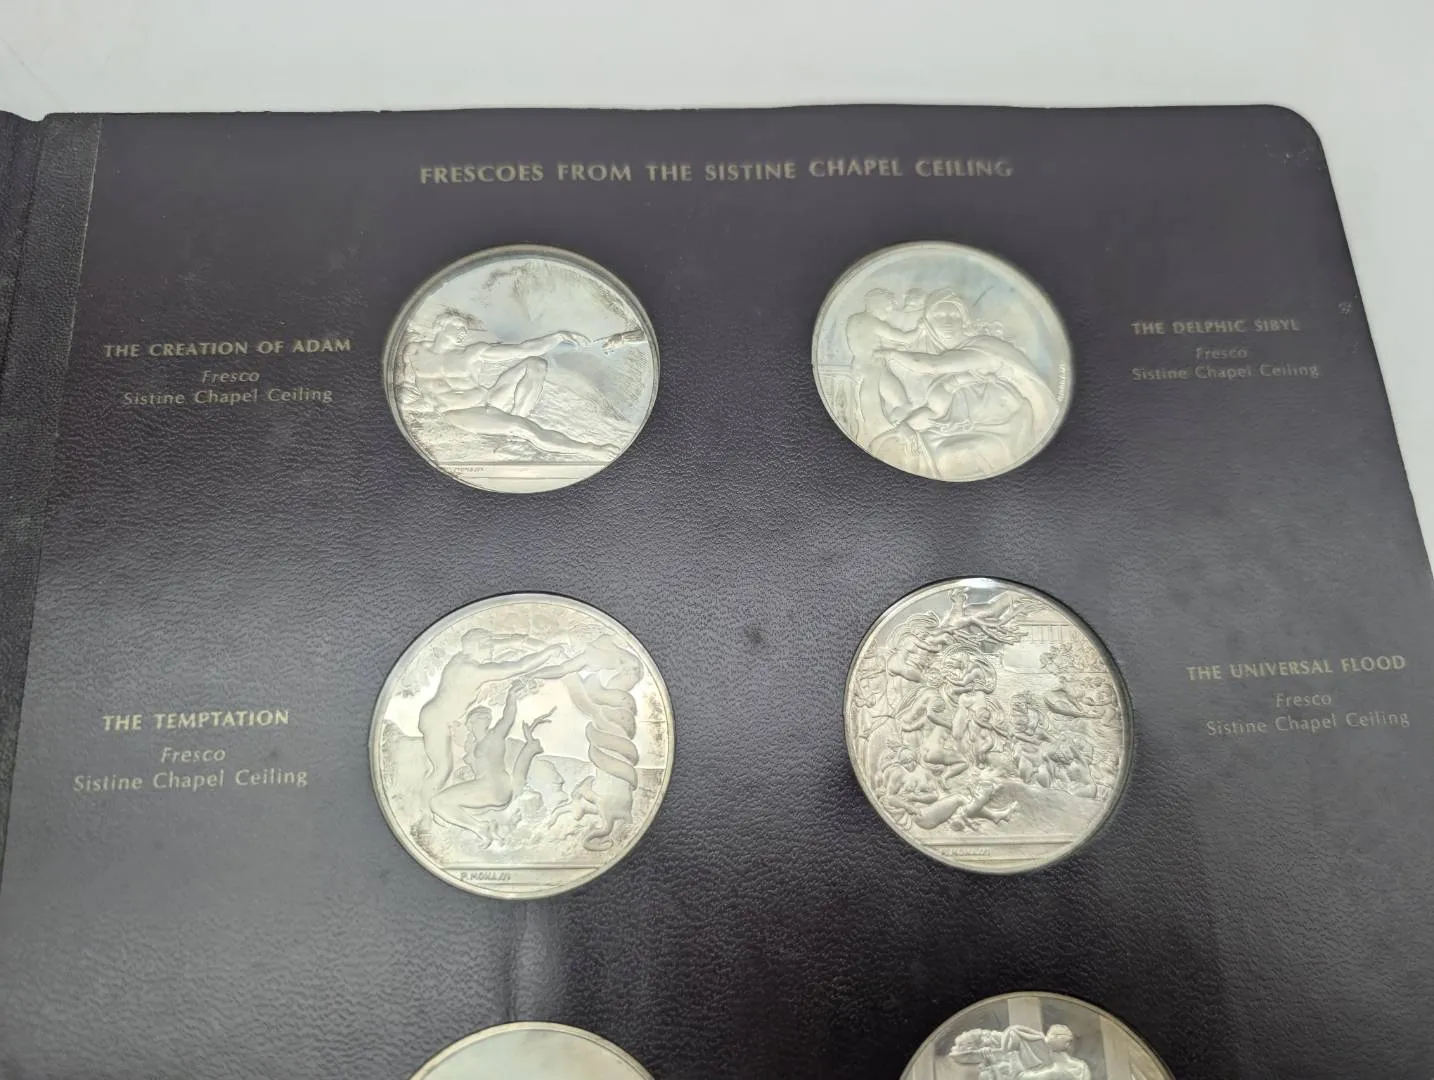 FRESCOES FROM THE SISTINE CHAPEL CEILING
THE CREATION OF ADAM
Fresco
Sistine Chapel Ceiling
THE DELPHIC SIBYL
Fresco
Sistine Chapel Ceiling
THE TEMPTATION
Fresco
Sistine Chapel Ceiling
P. MONASSI
THE UNIVERSAL FLOOD
Fresco
Sistine Chapel Ceiling